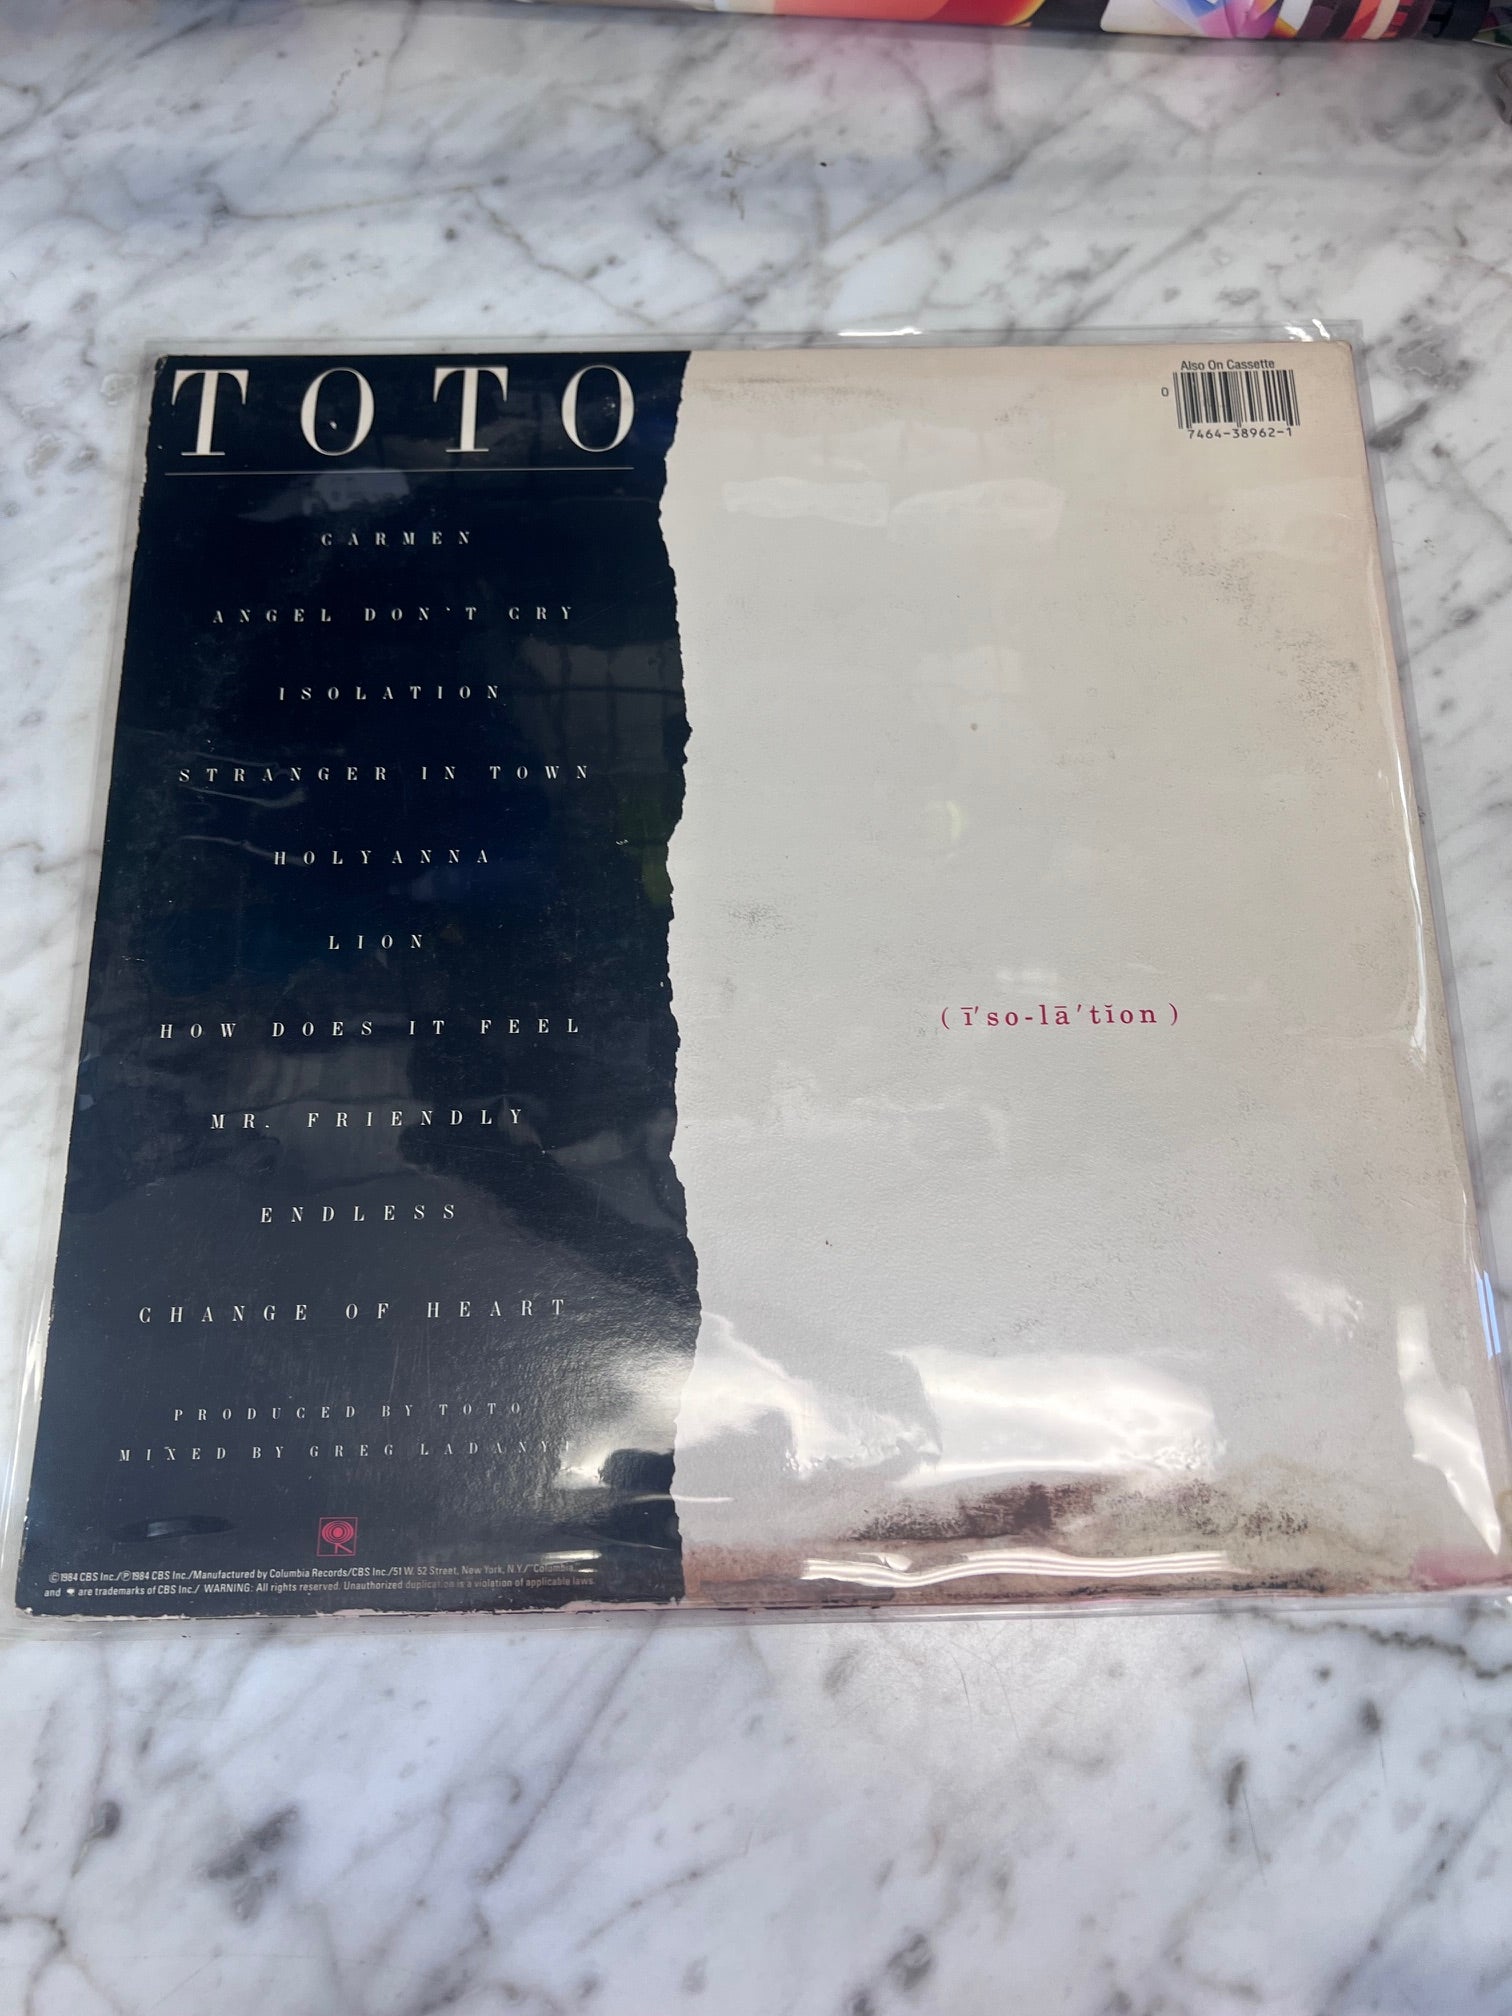 TOTO
CARMEN
ANGEL DON'T CRY
ISOLATION
STRANGER IN TOWN
HOLYANNA
LION
HOW DOES IT FEEL
MR. FRIENDLY
ENDLESS
CHANGE OF HEART
PRODUCED BY TOTO
MIXED BY GREG LADANYI
©1984 CBS Inc./℗1984 CBS Inc./Manufactured by Columbia Records/CBS Inc./51 W. 52 Street, New York, N.Y./"Columbia"
and are trademarks of CBS Inc./ WARNING: All rights reserved. Unauthorized duplication is a violation of applicable laws.
Also On Cassette
0
7464-38962-1
(ī′so-lā′tĭon)